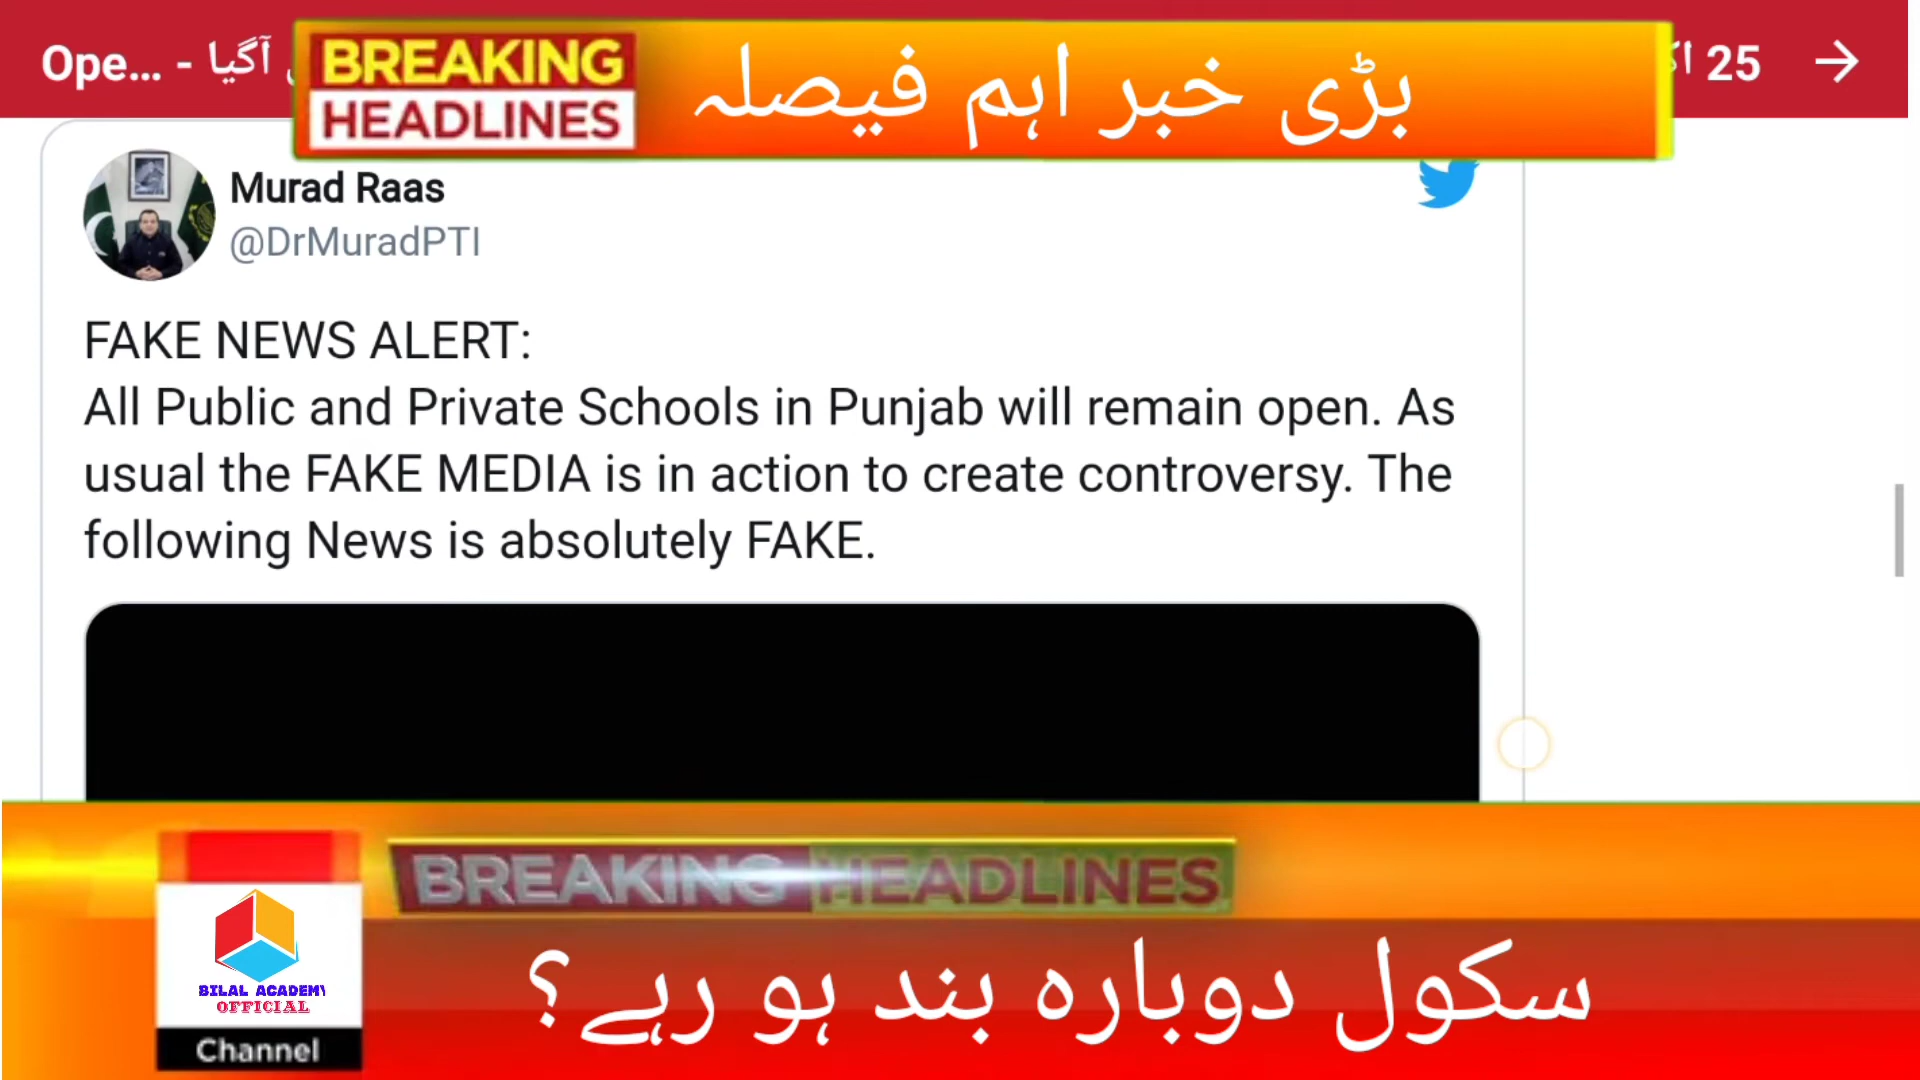 Ope... - آگیا
25
BREAKING
HEADLINES
بڑی خبر اہم فیصلہ
Murad Raas
@DrMuradPTI
FAKE NEWS ALERT:
All Public and Private Schools in Punjab will remain open. As
usual the FAKE MEDIA is in action to create controversy. The
following News is absolutely FAKE.
BREAKING HEADLINES
BILAL ACADEMY
OFFICIAL
Channel
سکول دوبارہ بند ہو رہے؟